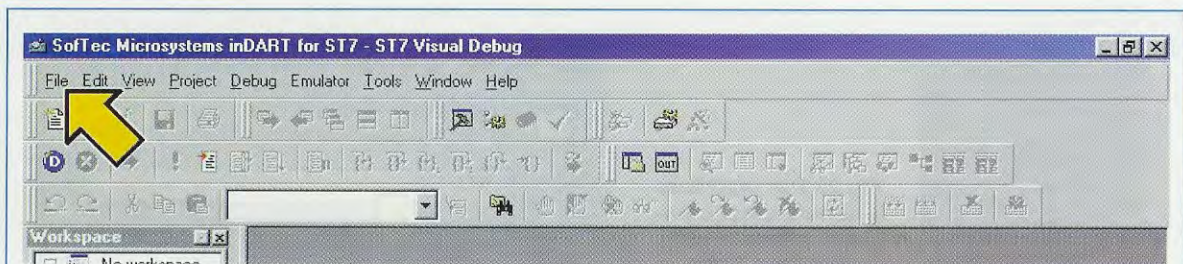 SofTec Microsystems inDART for ST7 - ST7 Visual Debug
File Edit View Project Debug Emulator Tools Window Help
OUT
Workspace
No workspace